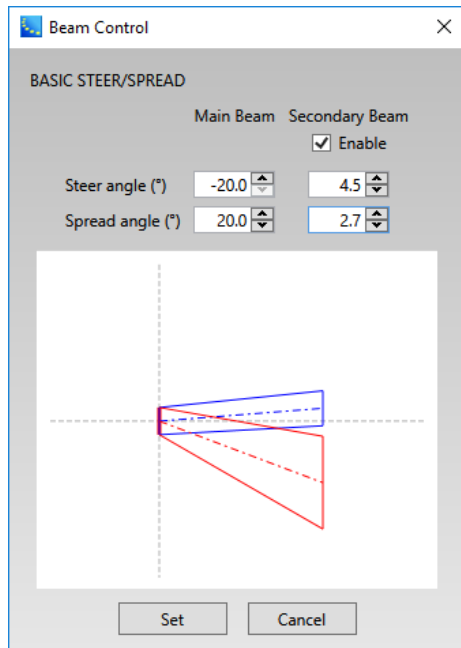 Beam Control
BASIC STEER/SPREAD
Main Beam Secondary Beam
Enable
Steer angle (°) -20.0 4.5
Spread angle (°) 20.0 2.7
Set Cancel